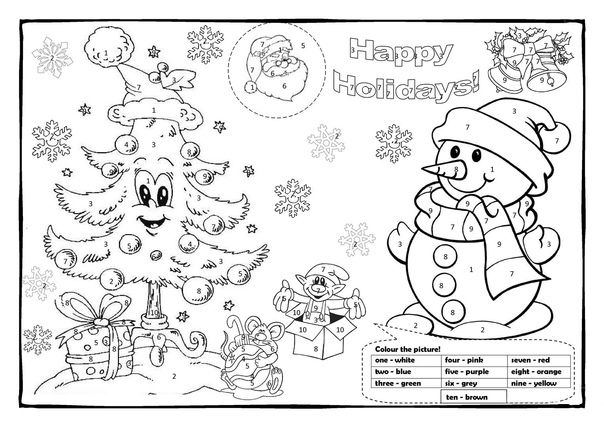 Happy
Holidays!
Colour the picture!
one - white four - pink seven - red
two - blue five - purple eight - orange
three - green six - grey nine - yellow
ten - brown